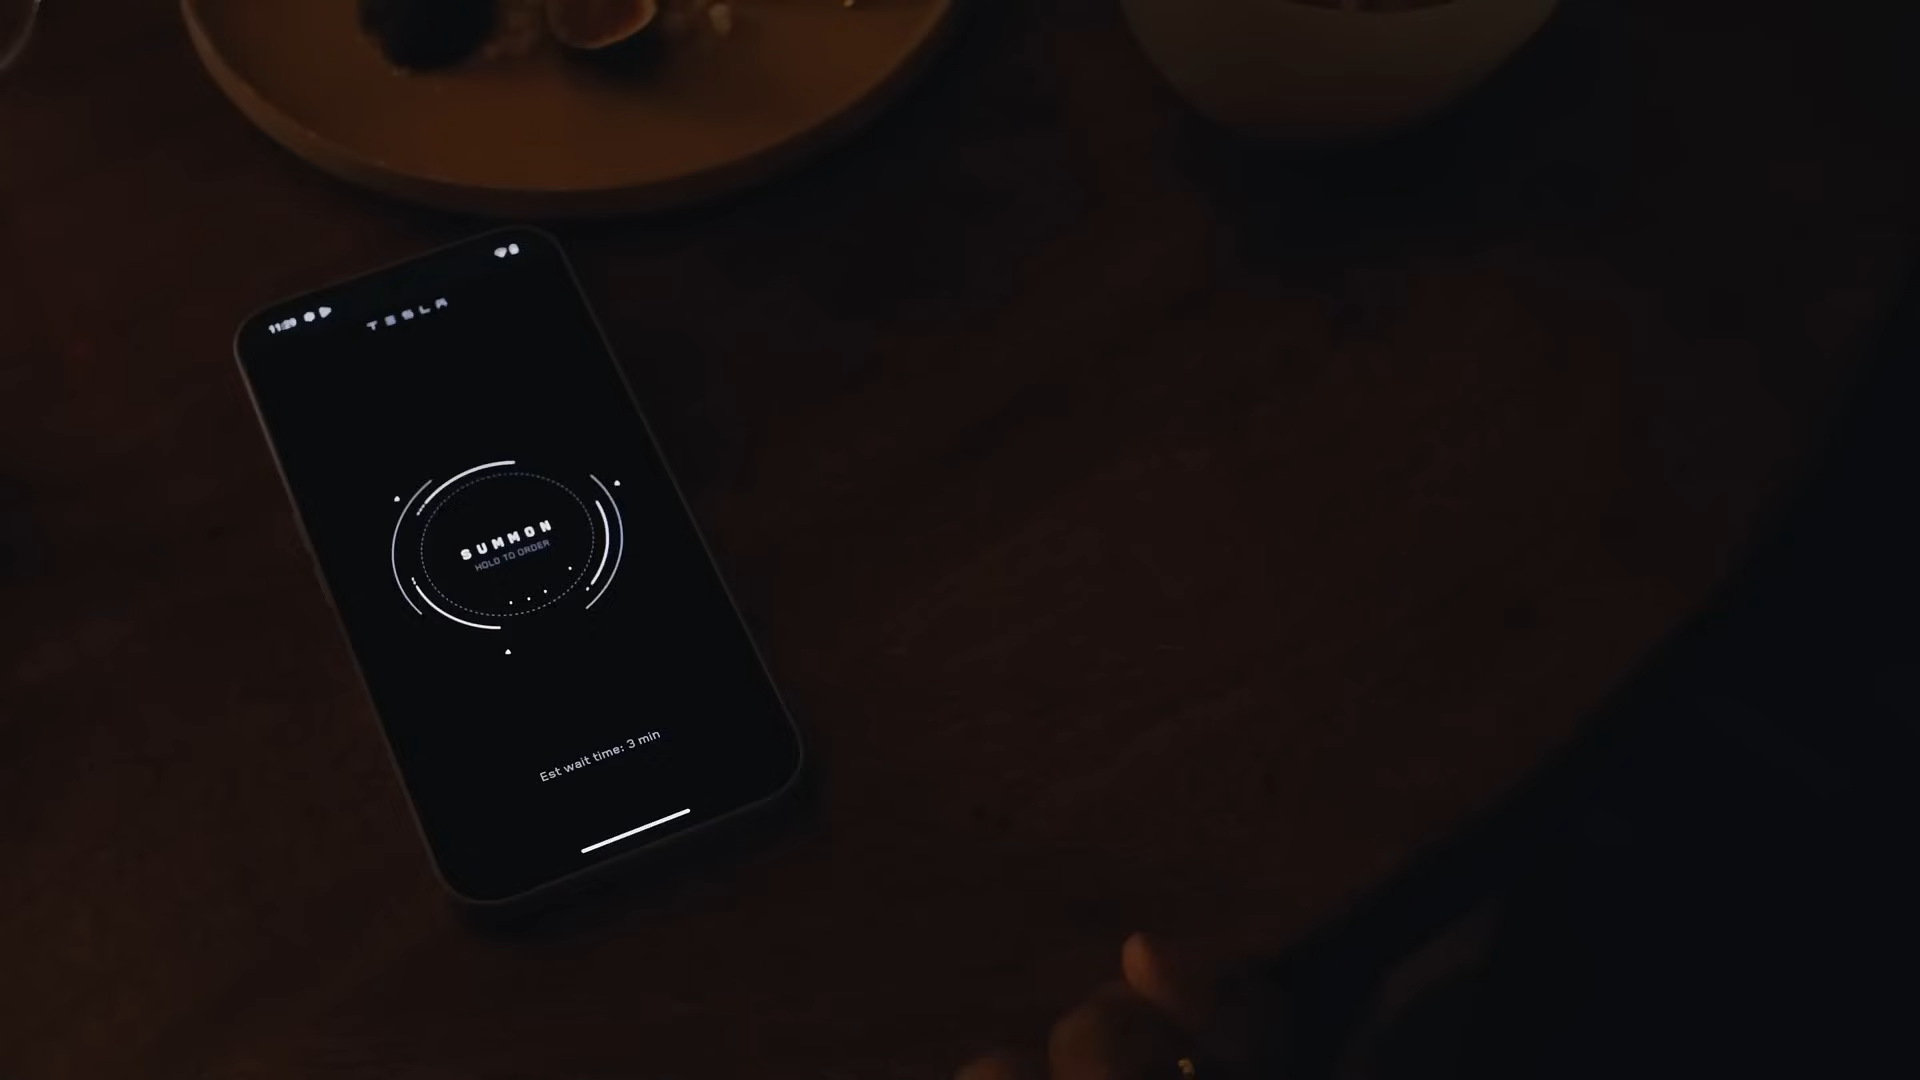 11:29
TESLA
SUMMON
HOLD TO ORDER
Est wait time: 3 min